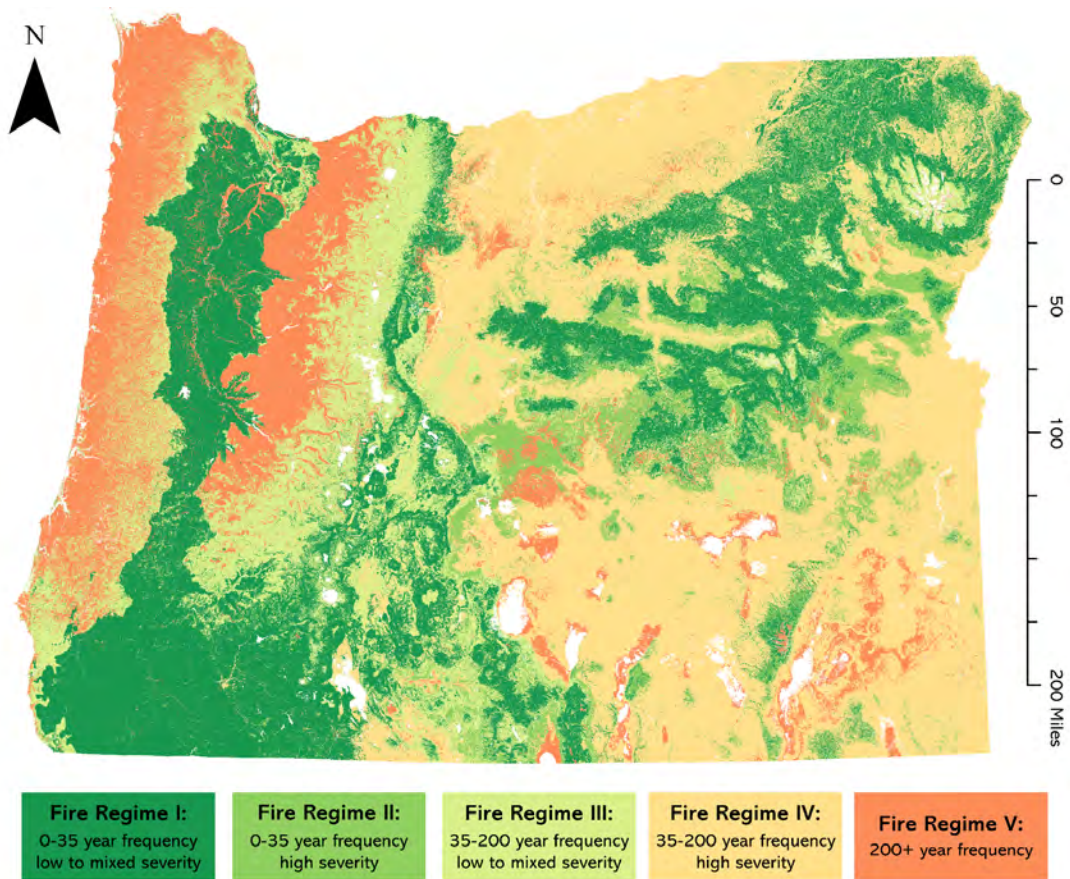 N
0
50
100
200 Miles
Fire Regime I:
0-35 year frequency
low to mixed severity
Fire Regime II:
0-35 year frequency
high severity
Fire Regime III:
35-200 year frequency
low to mixed severity
Fire Regime IV:
35-200 year frequency
high severity
Fire Regime V:
200+ year frequency